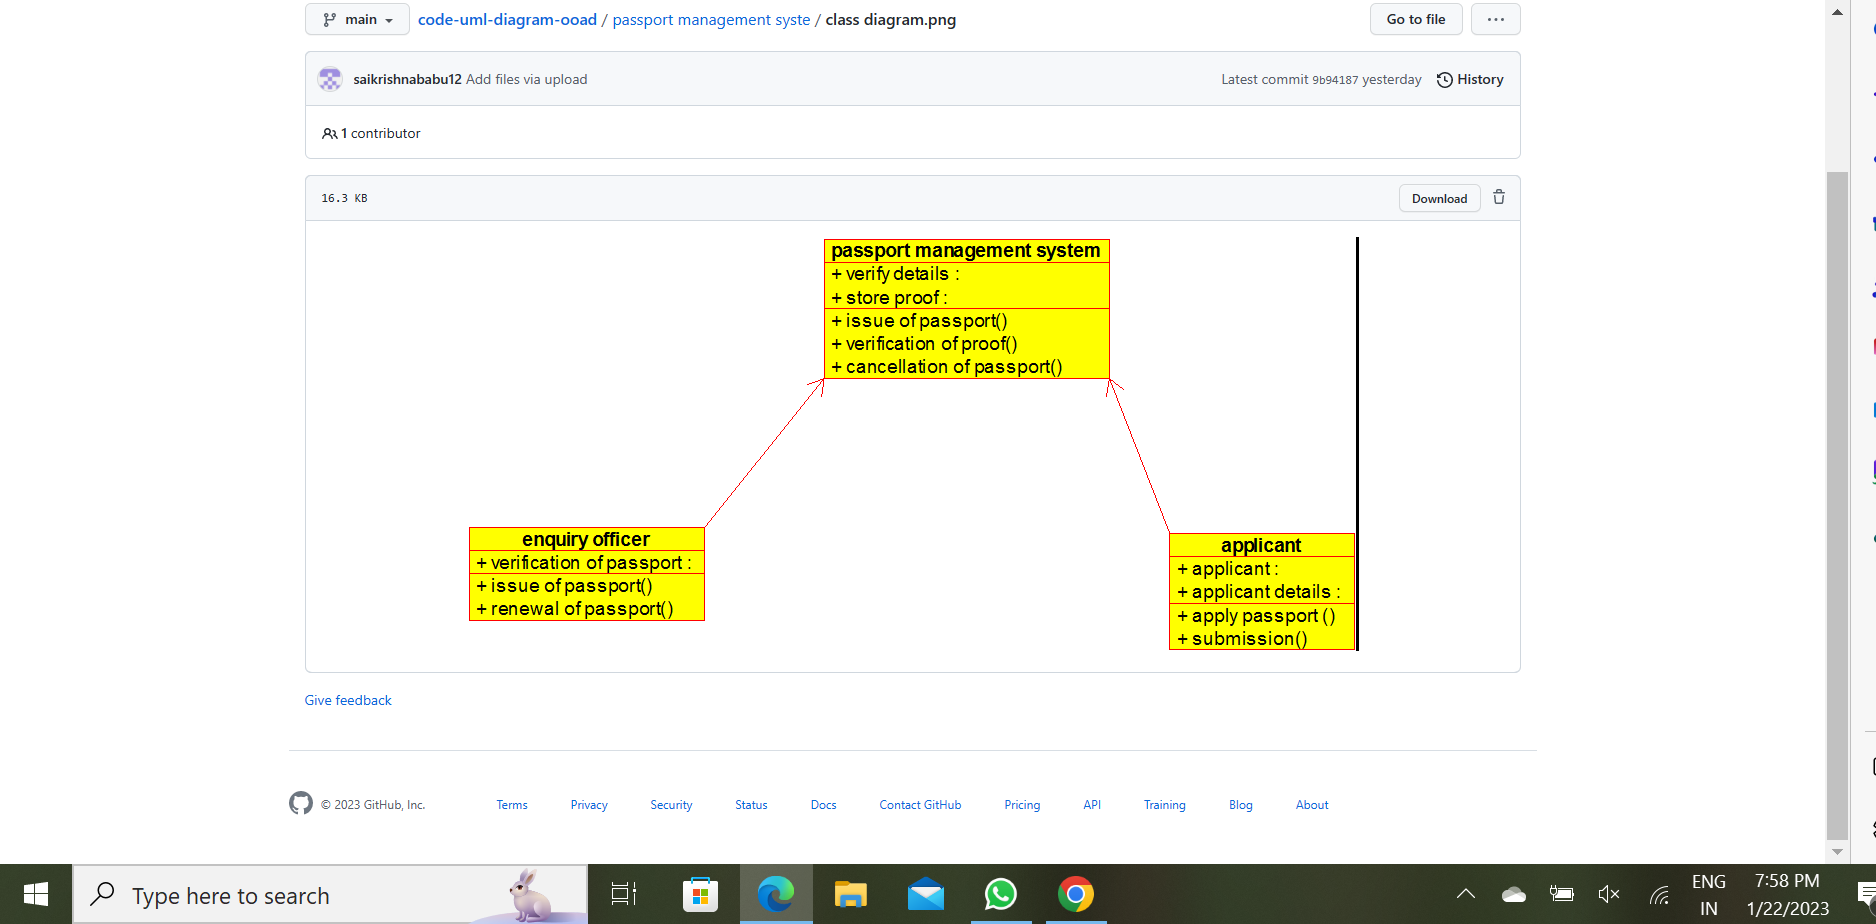 main
code-uml-diagram-ooad / passport management syste / class diagram.png
Go to file
saikrishnababu12 Add files via upload
Latest commit 9b94187 yesterday
History
1 contributor
16.3 KB
Download
passport management system
+ verify details :
+ store proof :
+ issue of passport()
+ verification of proof()
+ cancellation of passport()
enquiry officer
+ verification of passport :
+ issue of passport()
+ renewal of passport()
applicant
+ applicant :
+ applicant details :
+ apply passport ()
+ submission()
Give feedback
© 2023 GitHub, Inc.
Terms
Privacy
Security
Status
Docs
Contact GitHub
Pricing
API
Training
Blog
About
Type here to search
ENG
IN
7:58 PM
1/22/2023